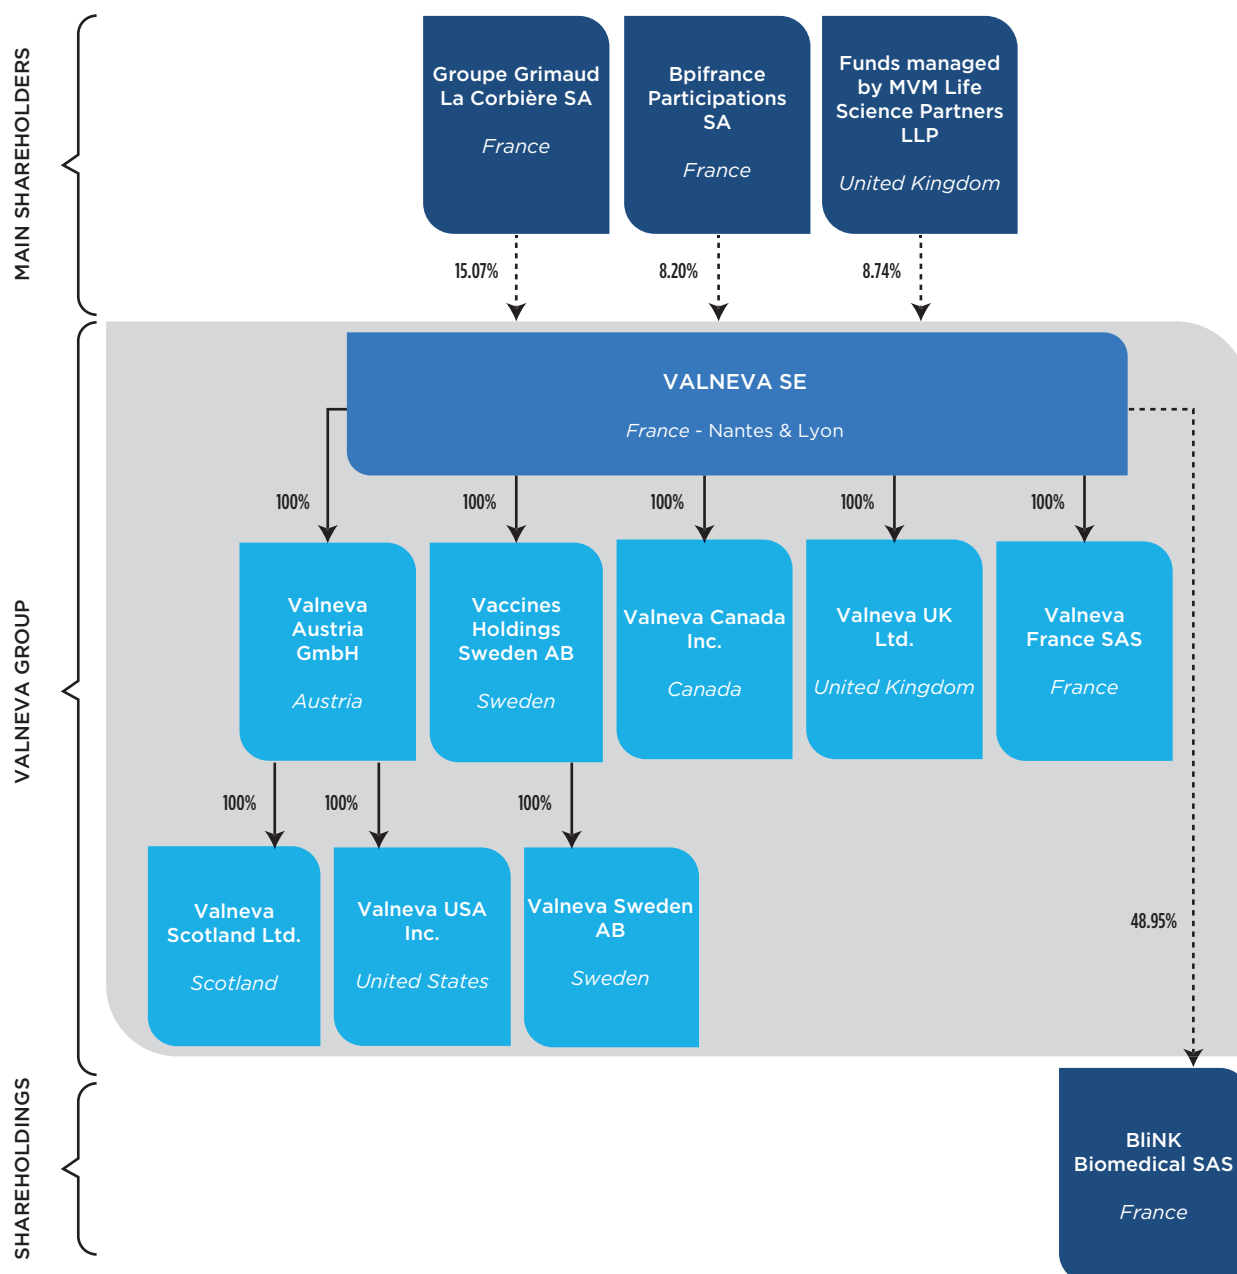 MAIN SHAREHOLDERS
Groupe Grimaud
La Corbière SA
France
Bpifrance
Participations
SA
France
Funds managed
by MVM Life
Science Partners
LLP
United Kingdom
15.07%
8.20%
8.74%
VALNEVA GROUP
VALNEVA SE
France - Nantes & Lyon
100%
100%
100%
100%
100%
Valneva
Austria
GmbH
Austria
Vaccines
Holdings
Sweden AB
Sweden
Valneva Canada
Inc.
Canada
Valneva UK
Ltd.
United Kingdom
Valneva
France SAS
France
100%
100%
100%
Valneva
Scotland Ltd.
Scotland
Valneva USA
Inc.
United States
Valneva Sweden
AB
Sweden
48.95%
SHAREHOLDINGS
BliNK
Biomedical SAS
France